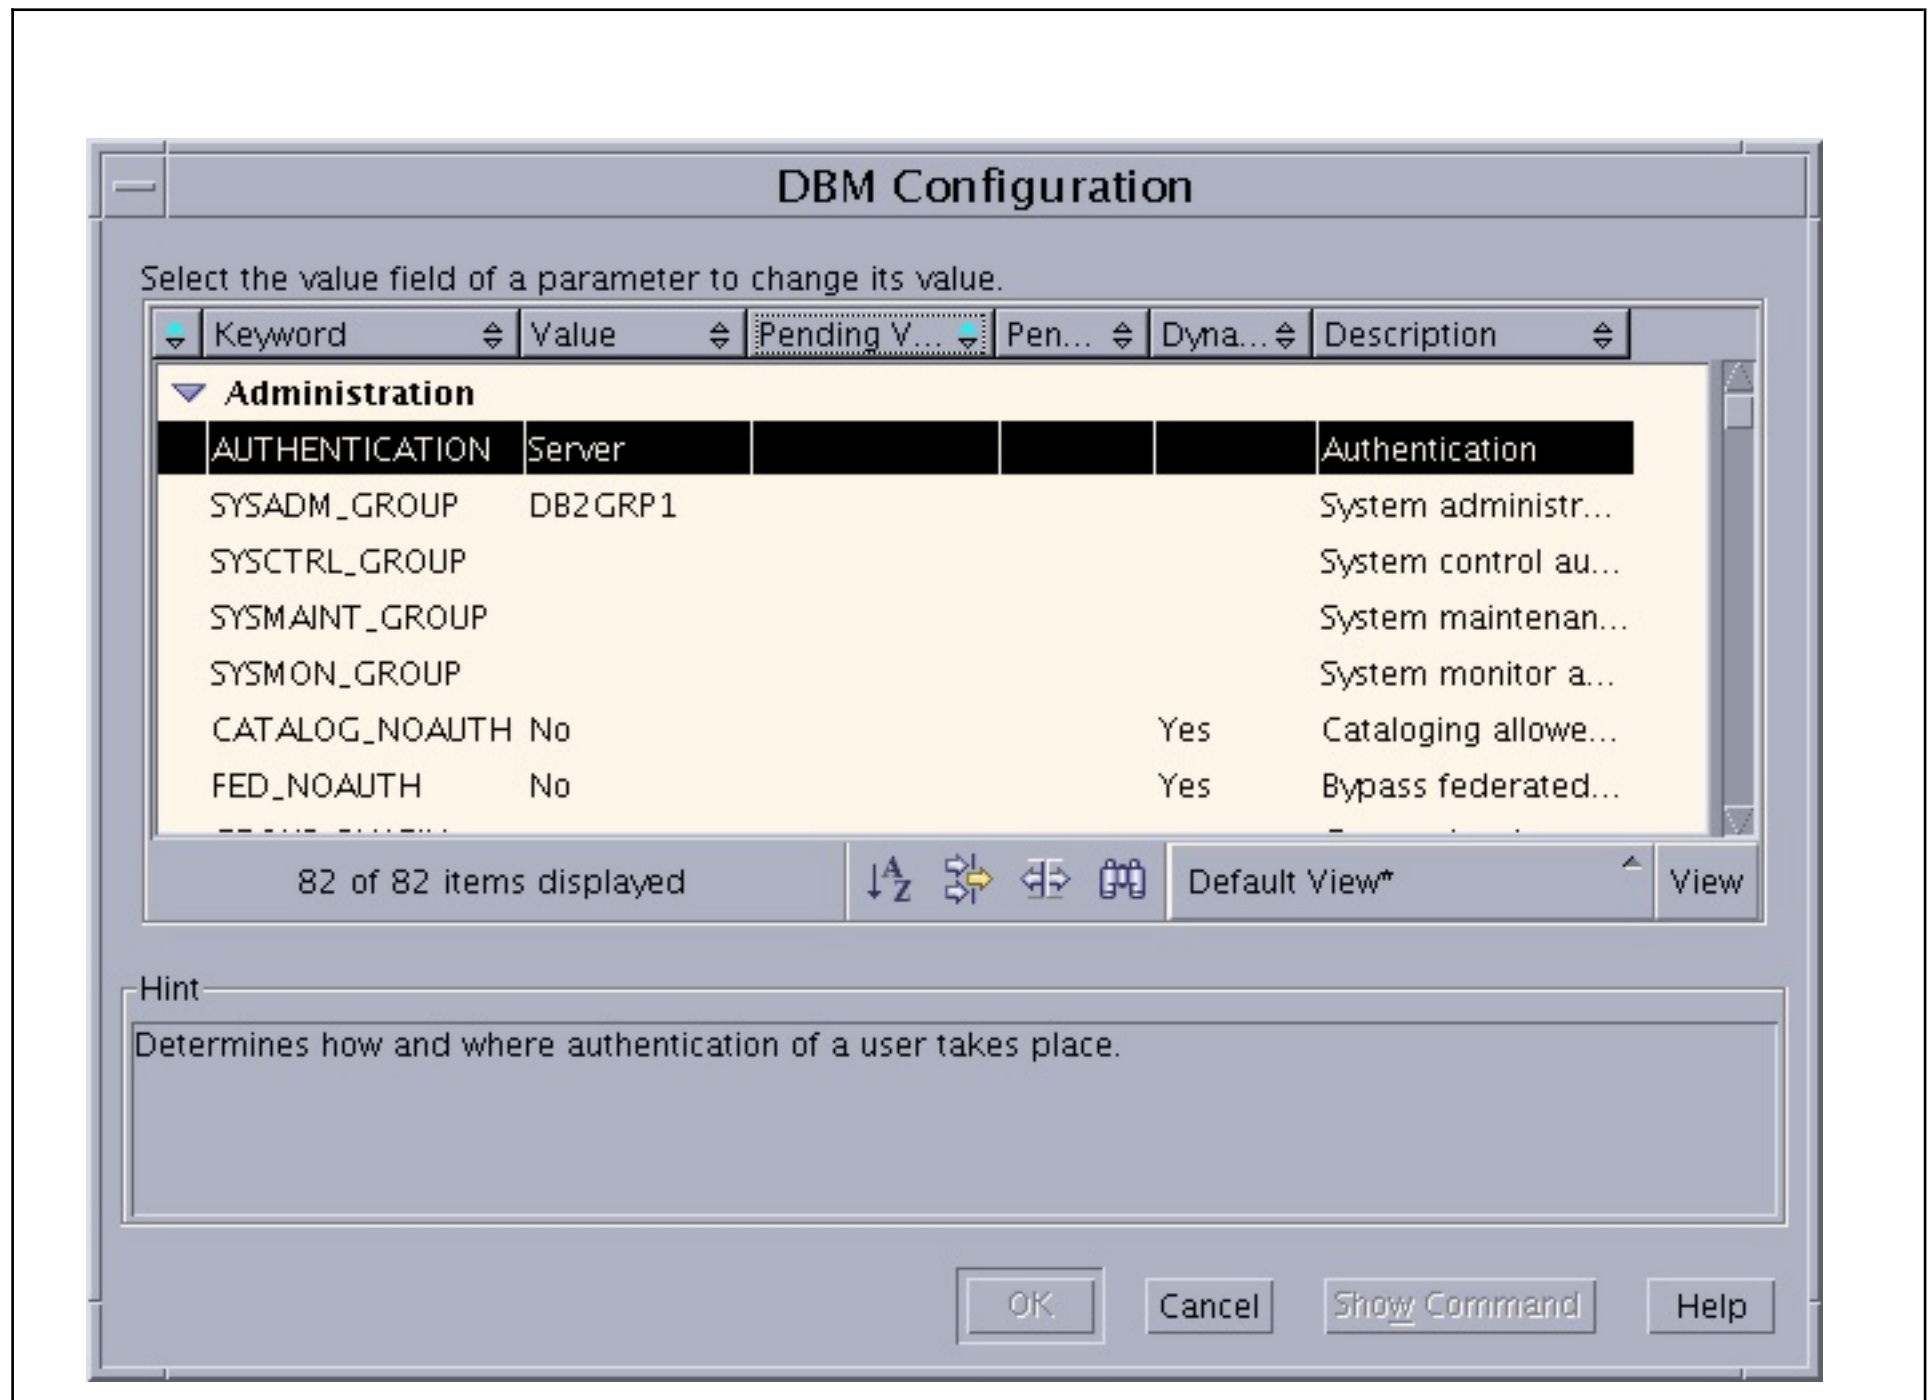 DBM Configuration
Select the value field of a parameter to change its value.
Keyword Value Pending V... Pen... Dyna... Description
Administration
AUTHENTICATION Server Authentication
SYSADM_GROUP DB2GRP1 System administr...
SYSCTRL_GROUP System control au...
SYSMAINT_GROUP System maintenan...
SYSMON_GROUP System monitor a...
CATALOG_NOAUTH No Yes Cataloging allowe...
FED_NOAUTH No Yes Bypass federated...
82 of 82 items displayed Default View* View
Hint
Determines how and where authentication of a user takes place.
OK Cancel Show Command Help